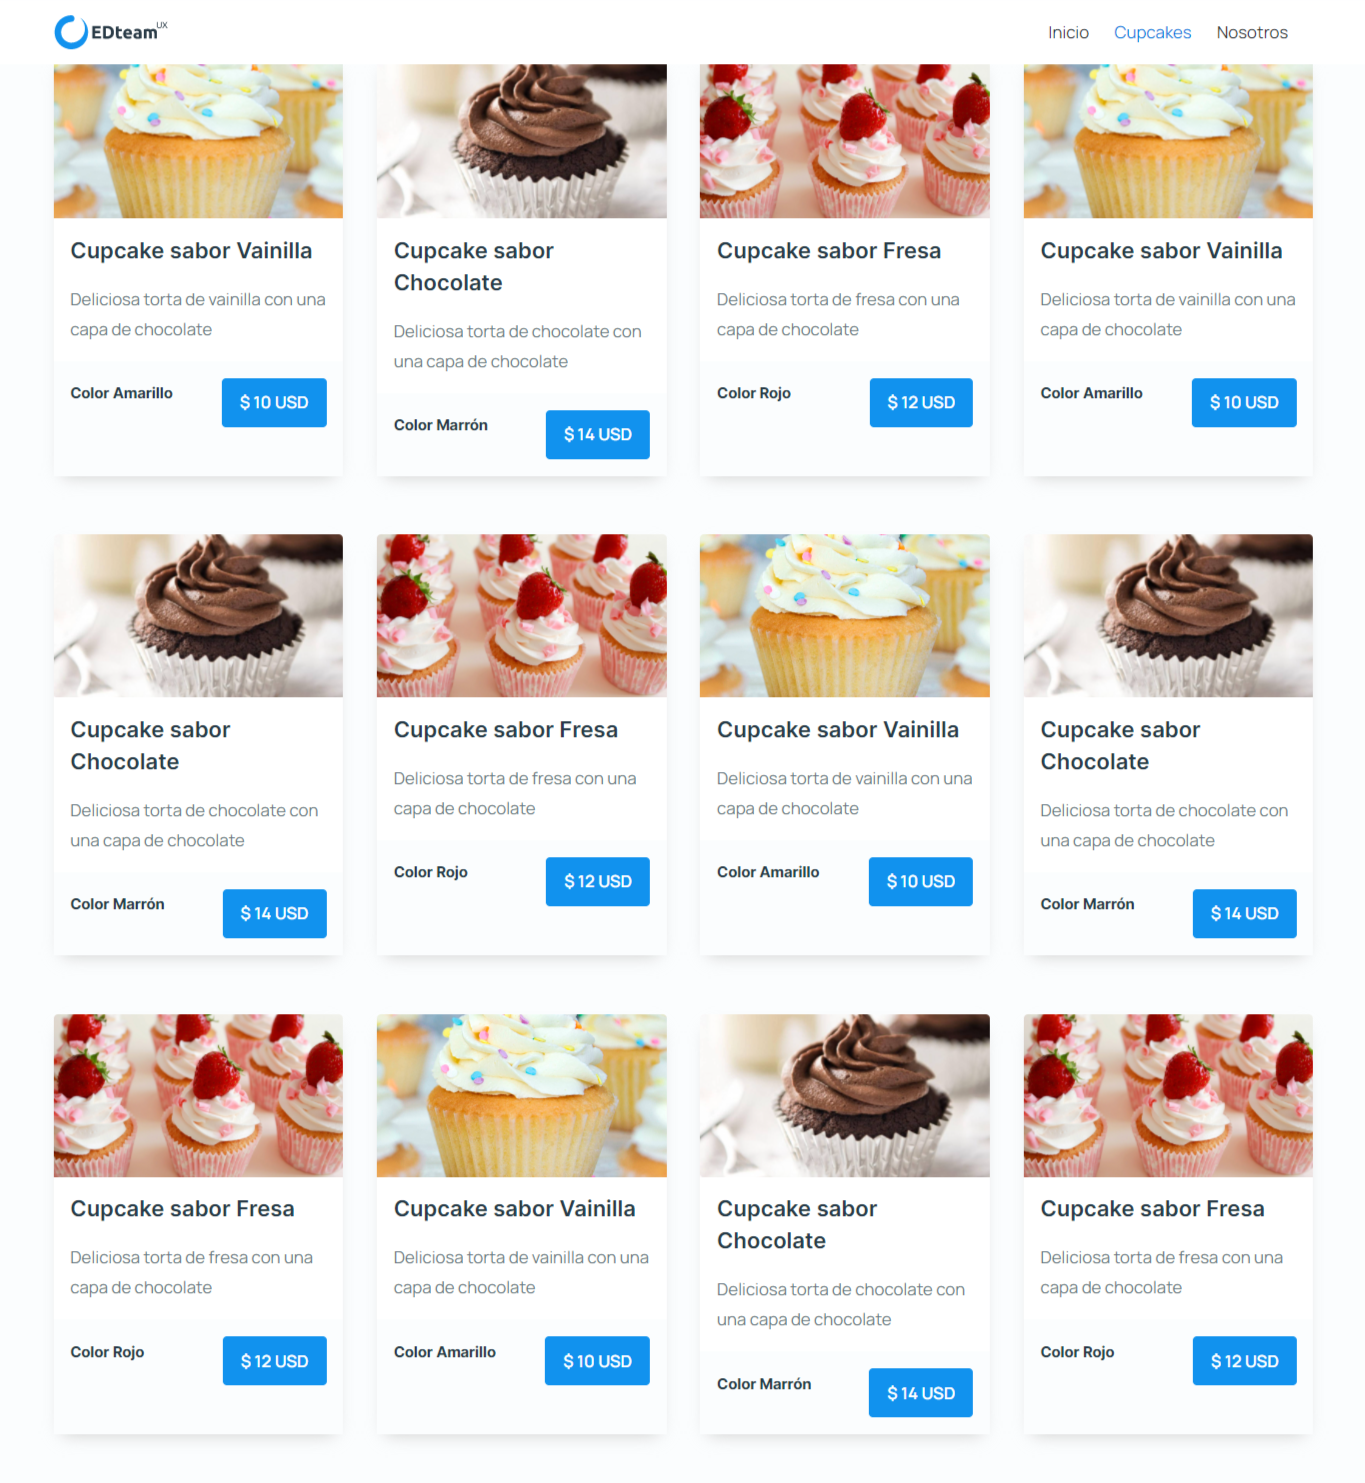 EDteam UX
Inicio Cupcakes Nosotros
Cupcake sabor Vainilla
Deliciosa torta de vainilla con una
capa de chocolate
Color Amarillo
$ 10 USD
Cupcake sabor
Chocolate
Deliciosa torta de chocolate con
una capa de chocolate
Color Marrón
$ 14 USD
Cupcake sabor Fresa
Deliciosa torta de fresa con una
capa de chocolate
Color Rojo
$ 12 USD
Cupcake sabor Vainilla
Deliciosa torta de vainilla con una
capa de chocolate
Color Amarillo
$ 10 USD
Cupcake sabor
Chocolate
Deliciosa torta de chocolate con
una capa de chocolate
Color Marrón
$ 14 USD
Cupcake sabor Fresa
Deliciosa torta de fresa con una
capa de chocolate
Color Rojo
$ 12 USD
Cupcake sabor Vainilla
Deliciosa torta de vainilla con una
capa de chocolate
Color Amarillo
$ 10 USD
Cupcake sabor
Chocolate
Deliciosa torta de chocolate con
una capa de chocolate
Color Marrón
$ 14 USD
Cupcake sabor Fresa
Deliciosa torta de fresa con una
capa de chocolate
Color Rojo
$ 12 USD
Cupcake sabor Vainilla
Deliciosa torta de vainilla con una
capa de chocolate
Color Amarillo
$ 10 USD
Cupcake sabor
Chocolate
Deliciosa torta de chocolate con
una capa de chocolate
Color Marrón
$ 14 USD
Cupcake sabor Fresa
Deliciosa torta de fresa con una
capa de chocolate
Color Rojo
$ 12 USD